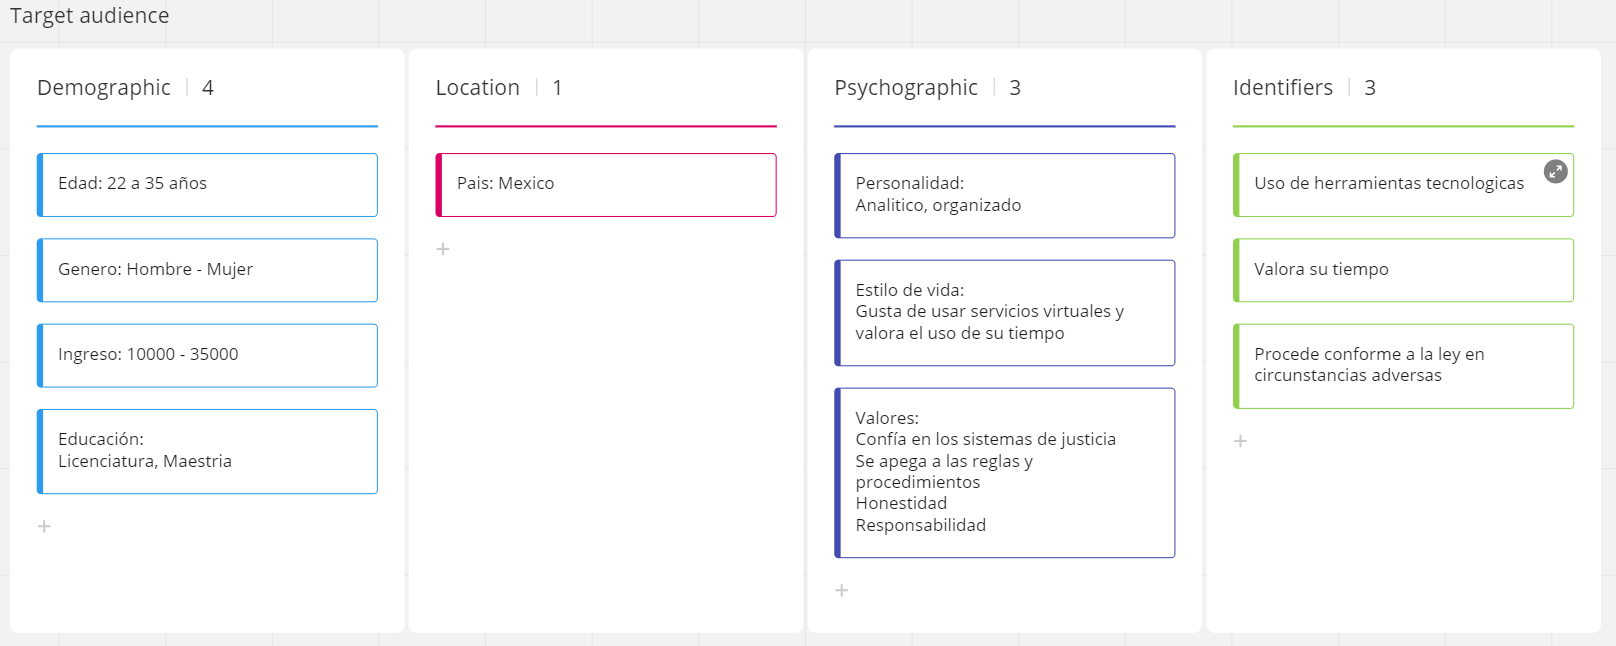 Target audience
Demographic 4
Edad: 22 a 35 años
Genero: Hombre - Mujer
Ingreso: 10000 - 35000
Educación:
Licenciatura, Maestria
Location 1
Pais: Mexico
Psychographic 3
Personalidad:
Analitico, organizado
Estilo de vida:
Gusta de usar servicios virtuales y
valora el uso de su tiempo
Valores:
Confía en los sistemas de justicia
Se apega a las reglas y
procedimientos
Honestidad
Responsabilidad
Identifiers 3
Uso de herramientas tecnologicas
Valora su tiempo
Procede conforme a la ley en
circunstancias adversas